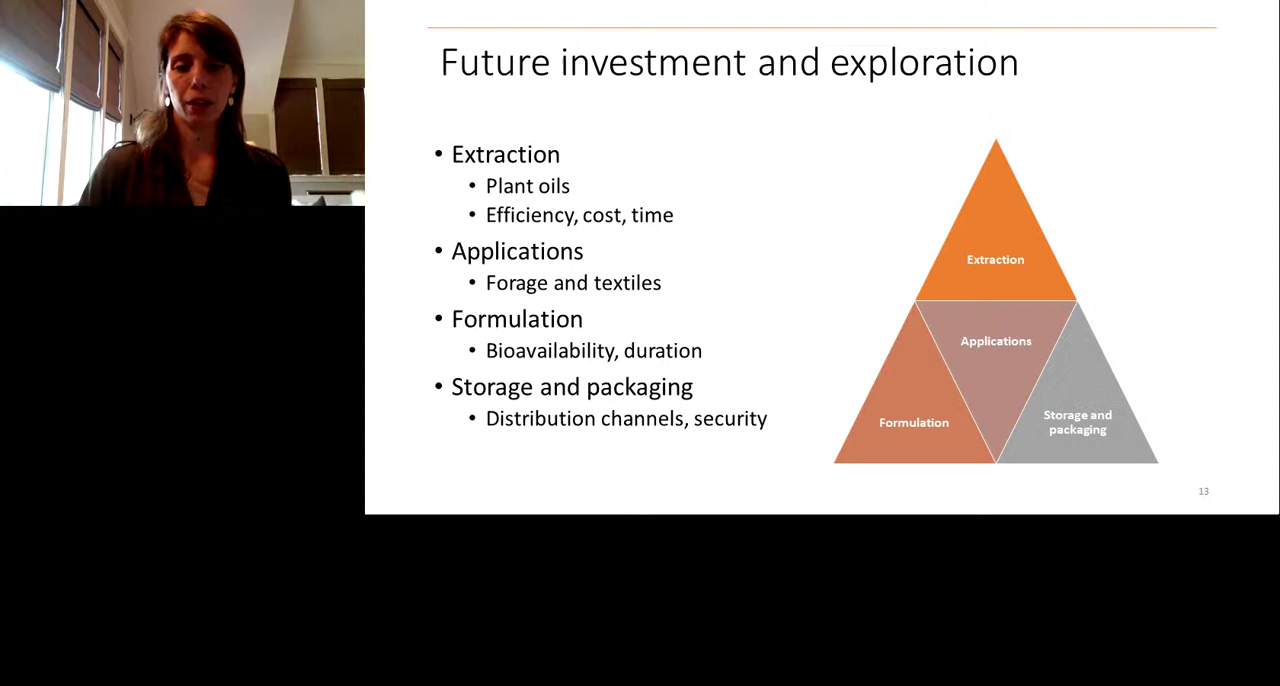 Future investment and exploration
• Extraction
• Plant oils
• Efficiency, cost, time
• Applications
• Forage and textiles
• Formulation
• Bioavailability, duration
• Storage and packaging
• Distribution channels, security
Extraction
Applications
Formulation
Storage and
packaging
13